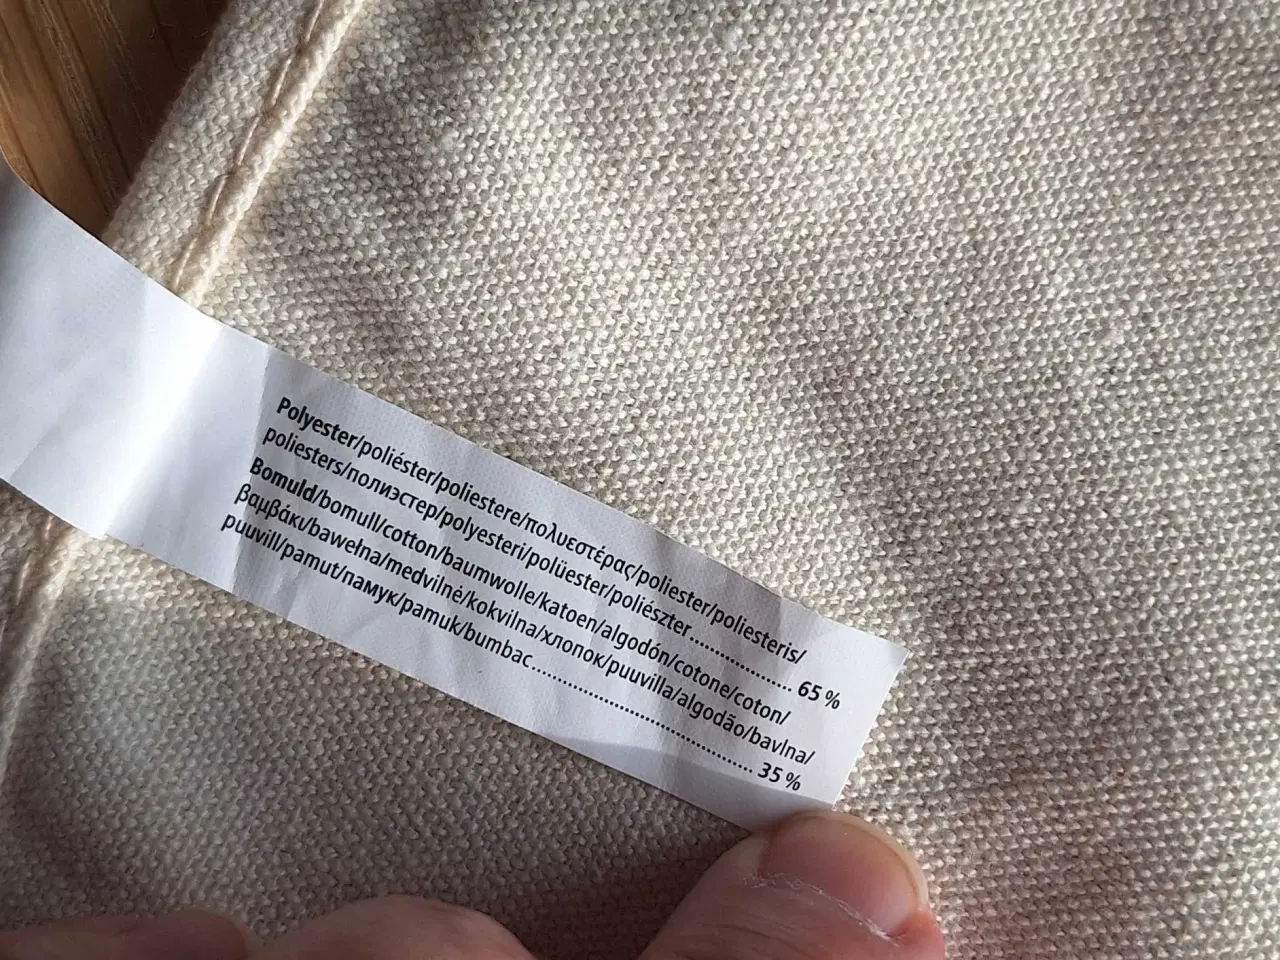 Polyester/poliéster/poliestere/πολυεστέρας/poliester/poliesteris/
poliesters/полиэстер/polyesteri/polüester/poliészter.................. 65 %
Bomuld/bomull/cotton/baumwolle/katoen/algodón/cotone/coton/
βαμβάκι/bawełna/medvilnė/kokvilna/хлопок/puuvilla/algodão/bavlna/
puuvill/pamut/памук/pamuk/bumbac........................................ 35 %